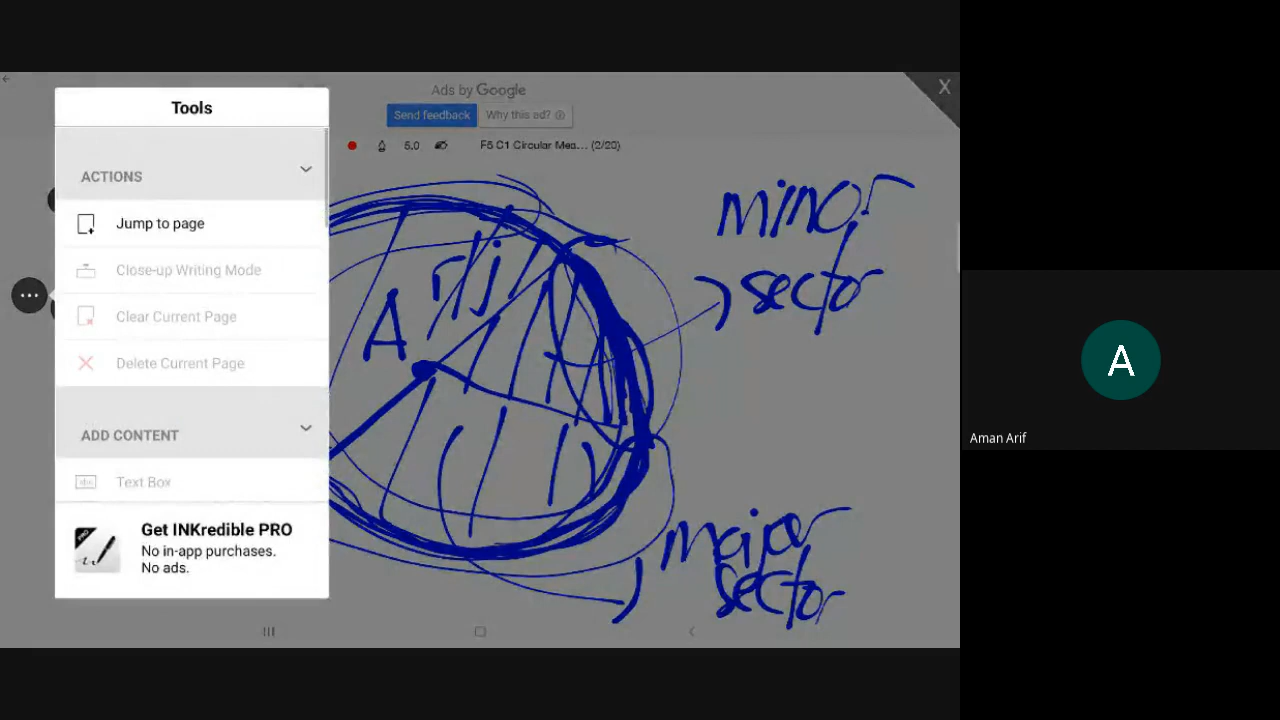 Ads by Google
Send feedback
Why this ad?
X
Tools
5.0
F5 C1 Circular Mea... (2/20)
ACTIONS
Jump to page
Close-up Writing Mode
Clear Current Page
Delete Current Page
ADD CONTENT
abc
Text Box
Get INKredible PRO
No in-app purchases.
No ads.
minor
sector
A
major
sector
A
Aman Arif